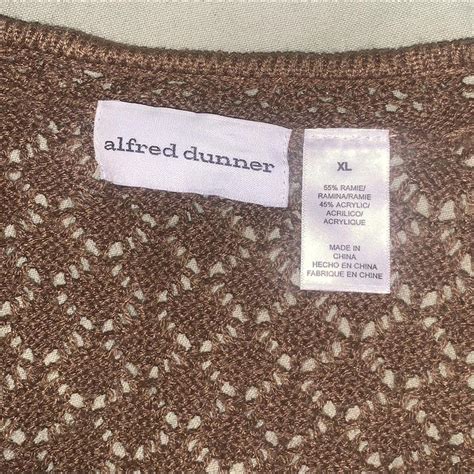 alfred dunner
XL
55% RAMIE/
RAMINA/RAMIE
45% ACRYLIC/
ACRILICO/
ACRYLIQUE
MADE IN
CHINA
HECHO EN CHINA
FABRIQUE EN CHINE